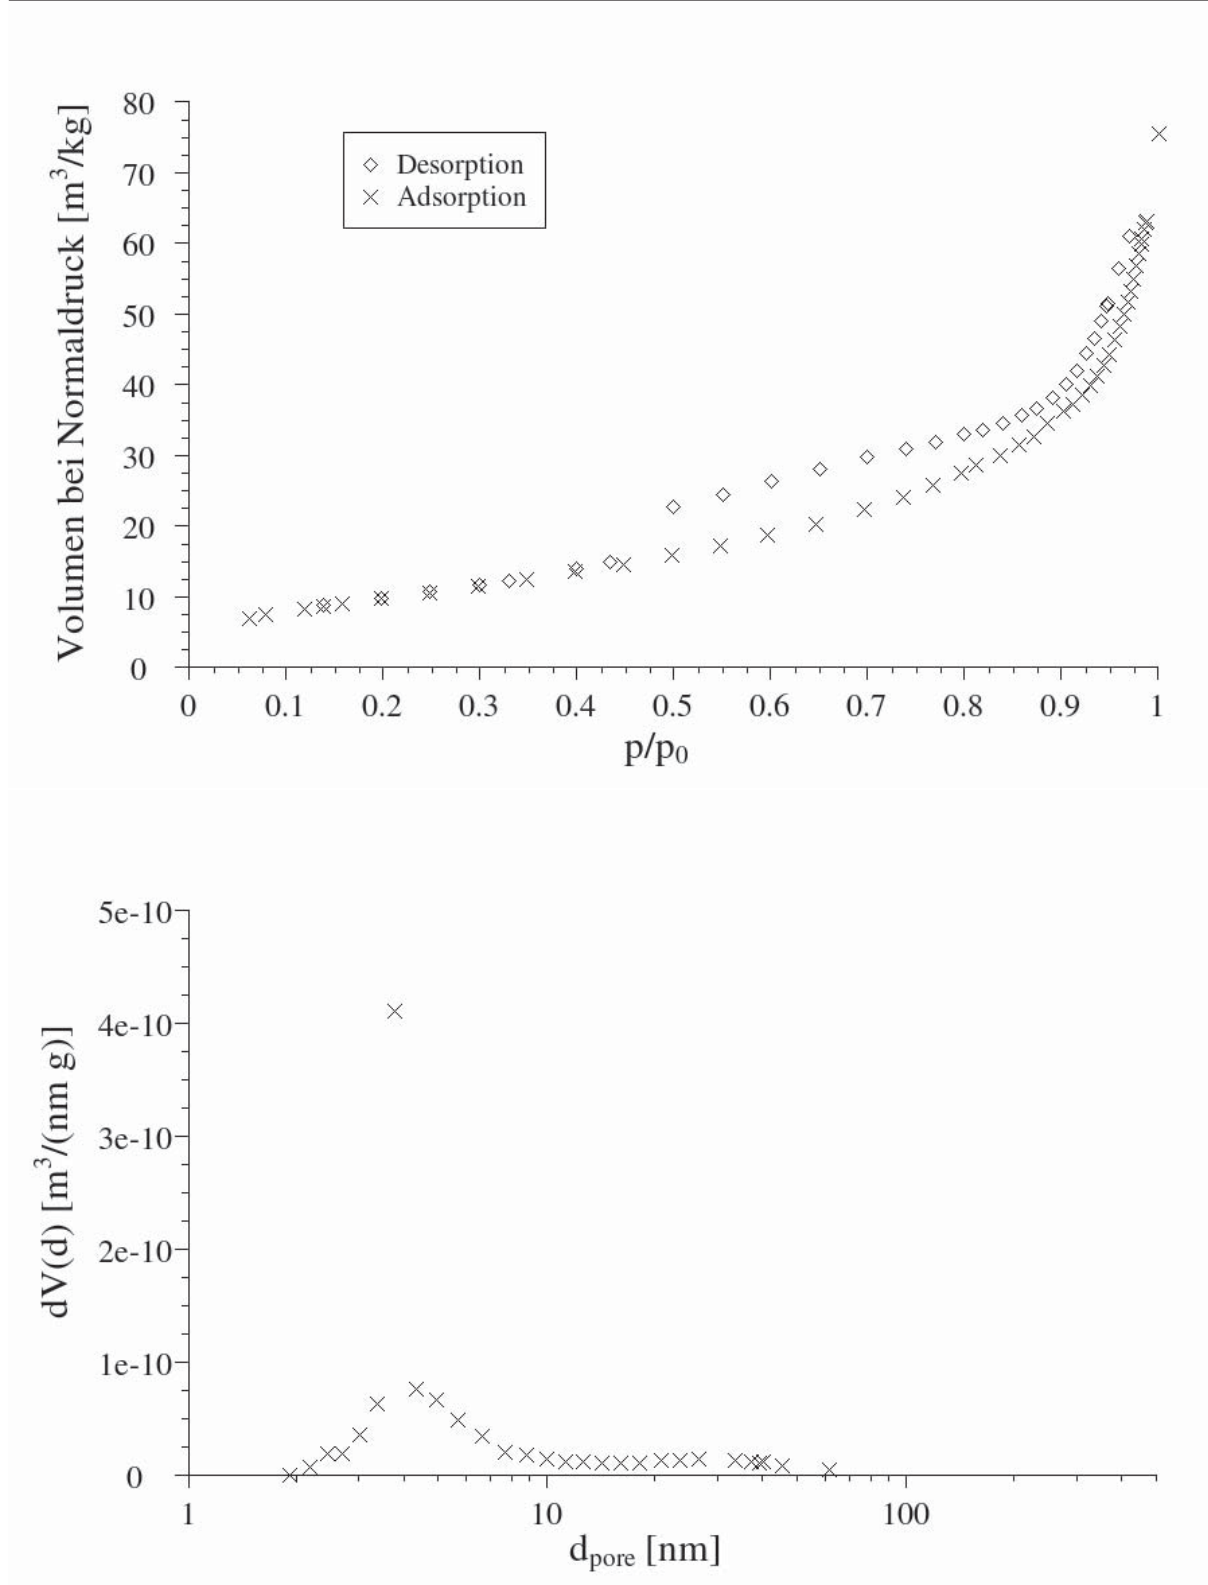 80
70
60
50
40
30
20
10
0
Volumen bei Normaldruck [m³/kg]
Desorption
Adsorption
0 0.1 0.2 0.3 0.4 0.5 0.6 0.7 0.8 0.9 1
p/p₀
5e-10
4e-10
3e-10
2e-10
1e-10
0
dV(d) [m³/(nm g)]
1 10 100
dₚₒᵣₑ [nm]